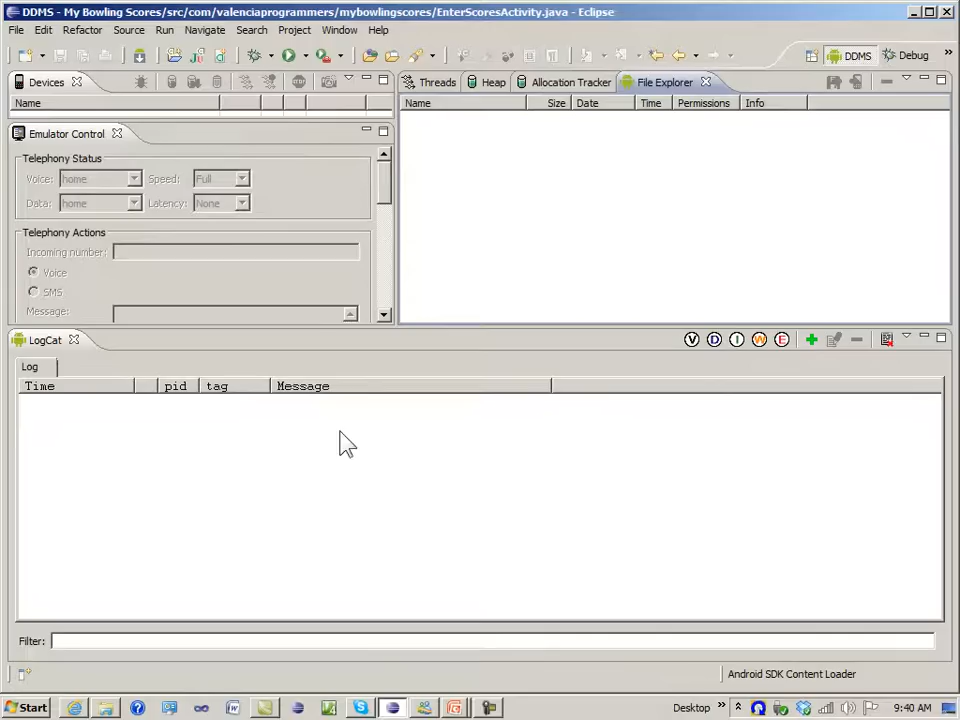 DDMS - My Bowling Scores/src/com/valenciaprogrammers/mybowlingscores/EnterScoresActivity.java - Eclipse
File Edit Refactor Source Run Navigate Search Project Window Help
DDMS Debug »
Devices
Threads Heap Allocation Tracker File Explorer
Name
Name Size Date Time Permissions Info
Emulator Control
Telephony Status
Voice: home Speed: Full
Data: home Latency: None
Telephony Actions
Incoming number:
Voice
SMS
Message:
LogCat
V D I W E
Log
Time pid tag Message
Filter:
Android SDK Content Loader
Start Desktop » 9:40 AM